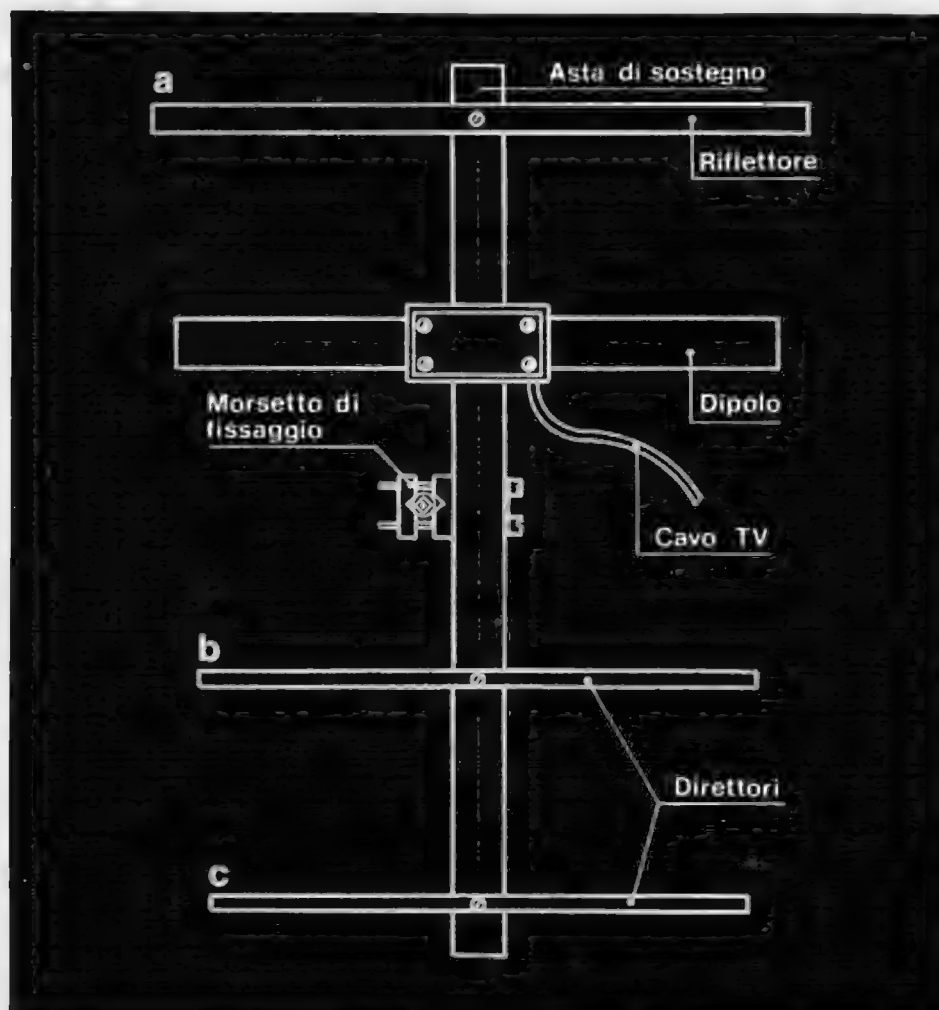 a
Asta di sostegno
Riflettore
Dipolo
Morsetto di
fissaggio
Cavo TV
b
Direttori
c